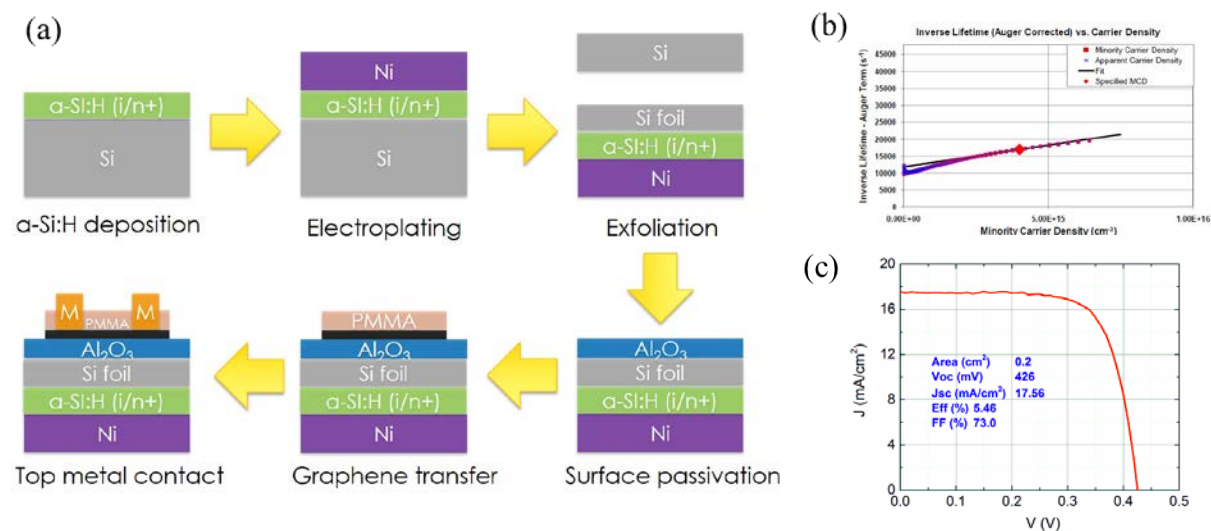 (a)
a-SI:H (i/n+)
Si
a-Si:H deposition
Ni
a-SI:H (i/n+)
Si
Electroplating
Si
Si foil
a-SI:H (i/n+)
Ni
Exfoliation
M
M
PMMA
Al2O3
Si foil
a-SI:H (i/n+)
Ni
Top metal contact
PMMA
Al2O3
Si foil
a-SI:H (i/n+)
Ni
Graphene transfer
Al2O3
Si foil
a-SI:H (i/n+)
Ni
Surface passivation
(b)
Inverse Lifetime (Auger Corrected) vs. Carrier Density
Minority Carrier Density
Apparent Carrier Density
Fit
Specified MCD
Inverse Lifetime - Auger Term (s-1)
45000
40000
35000
30000
25000
20000
15000
10000
5000
0
0.00E+00
5.00E+15
1.00E+16
Minority Carrier Density (cm-3)
(c)
J (mA/cm2)
20
16
12
8
4
0
Area (cm2) 0.2
Voc (mV) 426
Jsc (mA/cm2) 17.56
Eff (%) 5.46
FF (%) 73.0
0.0
0.1
0.2
0.3
0.4
0.5
V (V)